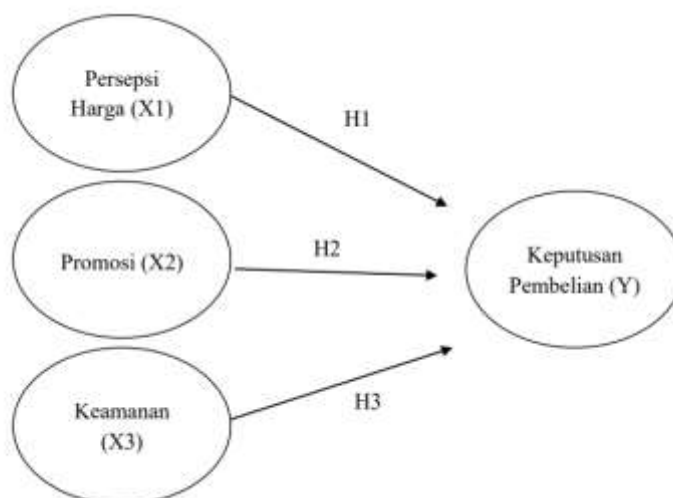 Persepsi
Harga (X1)
H1
Promosi (X2)
H2
Keputusan
Pembelian (Y)
Keamanan
(X3)
H3